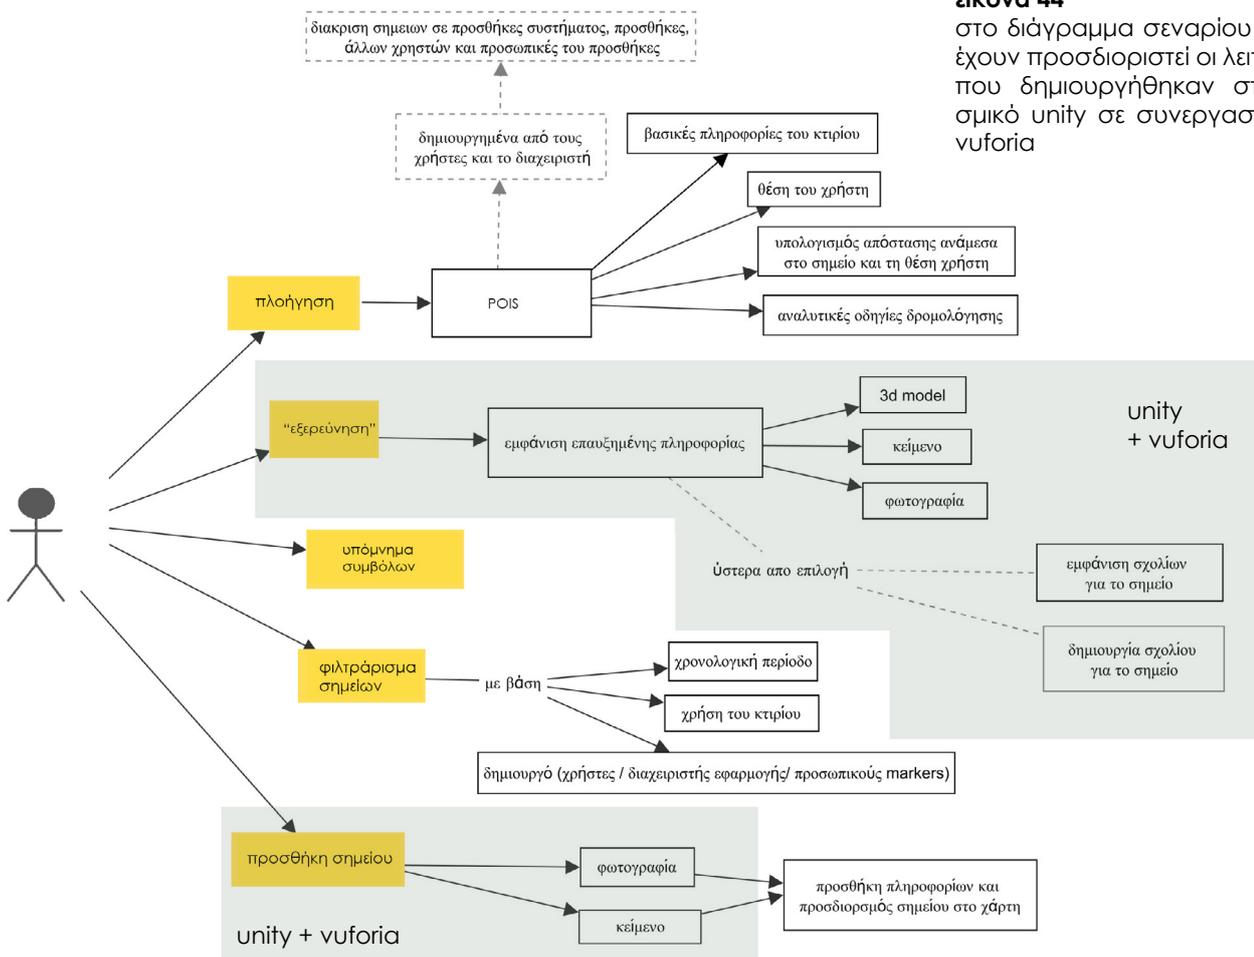 εικόνα 44
στο διάγραμμα σεναρίου
έχουν προσδιοριστεί οι
που δημιουργήθηκαν
unity σε
vuforia
διακριση σημειων σε προσθήκες συστήματος, προσθήκες,
άλλων χρηστών και προσωπικές του προσθήκες
δημιουργημένα από τους
χρήστες και το διαχειριστή
βασικές πληροφορίες του κτιρίου
θέση του χρήστη
υπολογισμός απόστασης ανάμεσα
στο σημείο και τη θέση χρήστη
αναλυτικές οδηγίες δρομολόγησης
πλοήγηση
POIS
"εξερεύνηση"
εμφάνιση επαυξημένης πληροφορίας
3d model
κείμενο
φωτογραφία
unity
+ vuforia
υπόμνημα
συμβόλων
ύστερα απο επιλογή
εμφάνιση σχολίων
για το σημείο
δημιουργία σχολίου
για το σημείο
φιλτράρισμα
σημείων
με βάση
χρονολογική περίοδο
χρήση του κτιρίου
δημιουργό (χρήστες / διαχειριστής εφαρμογής/ προσωπικούς markers)
προσθήκη σημείου
φωτογραφία
κείμενο
προσθήκη πληροφορίων και
προσδιορσμός σημείου στο χάρτη
unity + vuforia